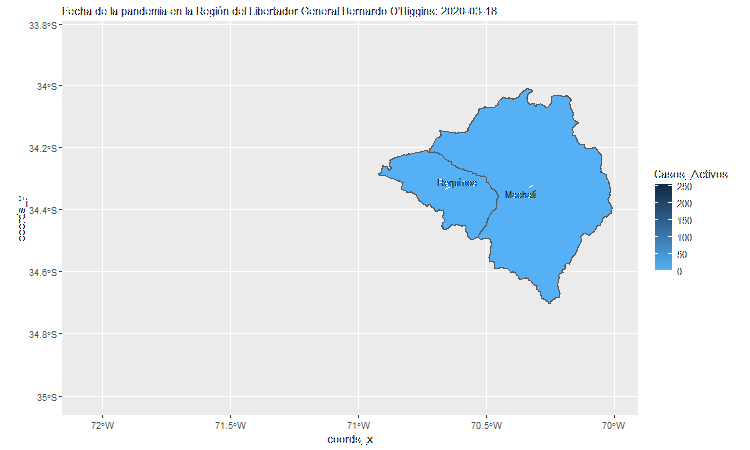 Fecha de la pandemia en la Región del Libertador General Bernardo O'Higgins: 2020-03-18
33.8°S
34°S
34.2°S
34.4°S
34.6°S
34.8°S
35°S
coords_y
Requínoa
Machalí
Casos_Activos
250
200
150
100
50
0
72°W
71.5°W
71°W
70.5°W
70°W
coords_x